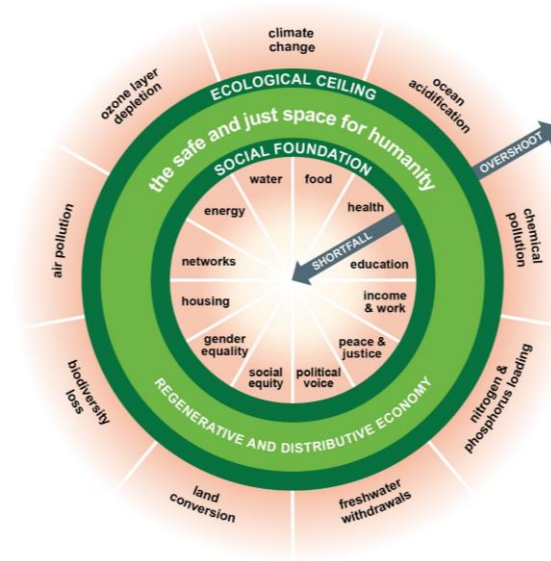 climate
change
ocean
acidification
OVERSHOOT
chemical
pollution
nitrogen &
phosphorus loading
freshwater
withdrawals
land
conversion
biodiversity
loss
air pollution
ozone layer
depletion
ECOLOGICAL CEILING
the safe and just space for humanity
SOCIAL FOUNDATION
water
food
health
SHORTFALL
education
income
& work
peace &
justice
political
voice
social
equity
gender
equality
housing
networks
energy
REGENERATIVE AND DISTRIBUTIVE ECONOMY